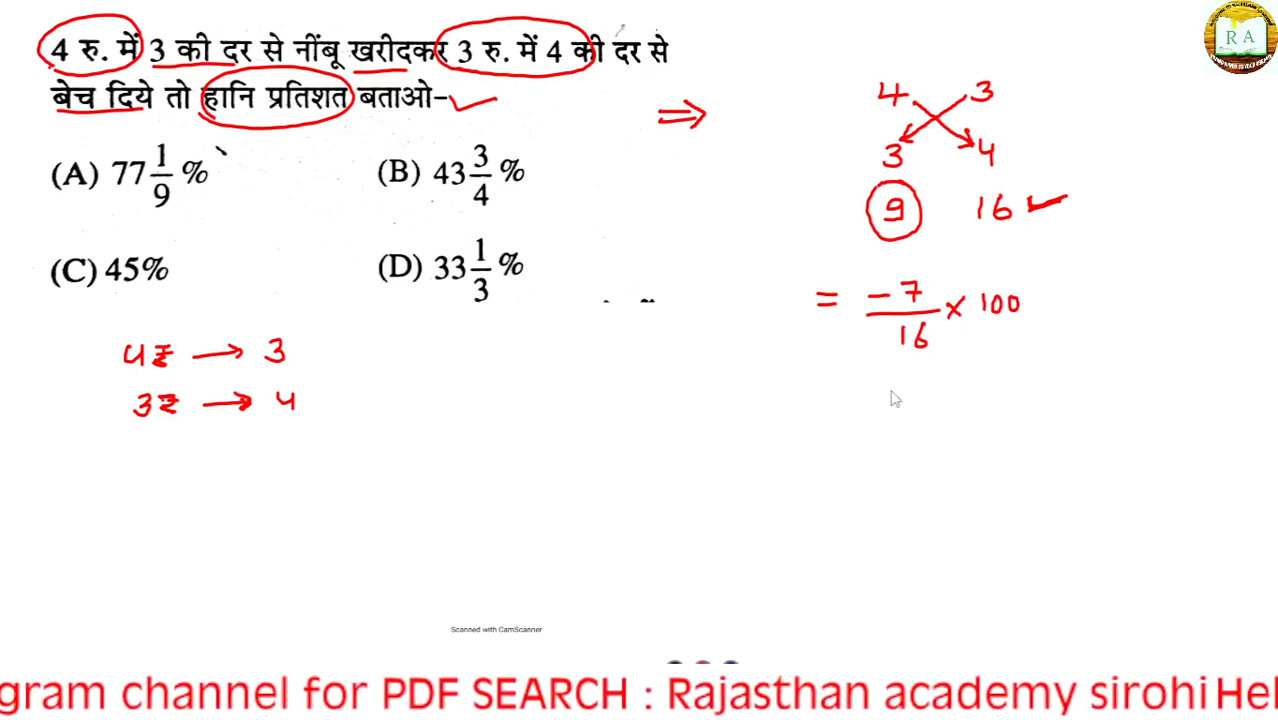 4 रु. में 3 की दर से नींबू खरीदकर 3 रु. में 4 की दर से
बेच दिये तो हानि प्रतिशत बताओ-
(A) 77 1/9 %
(B) 43 3/4 %
(C) 45%
(D) 33 1/3 %
4₹ → 3
3₹ → 4
⇒ 4 3
3 4
9 16
= -7/16 × 100
R A
Scanned with CamScanner
gram channel for PDF SEARCH : Rajasthan academy sirohi Hel